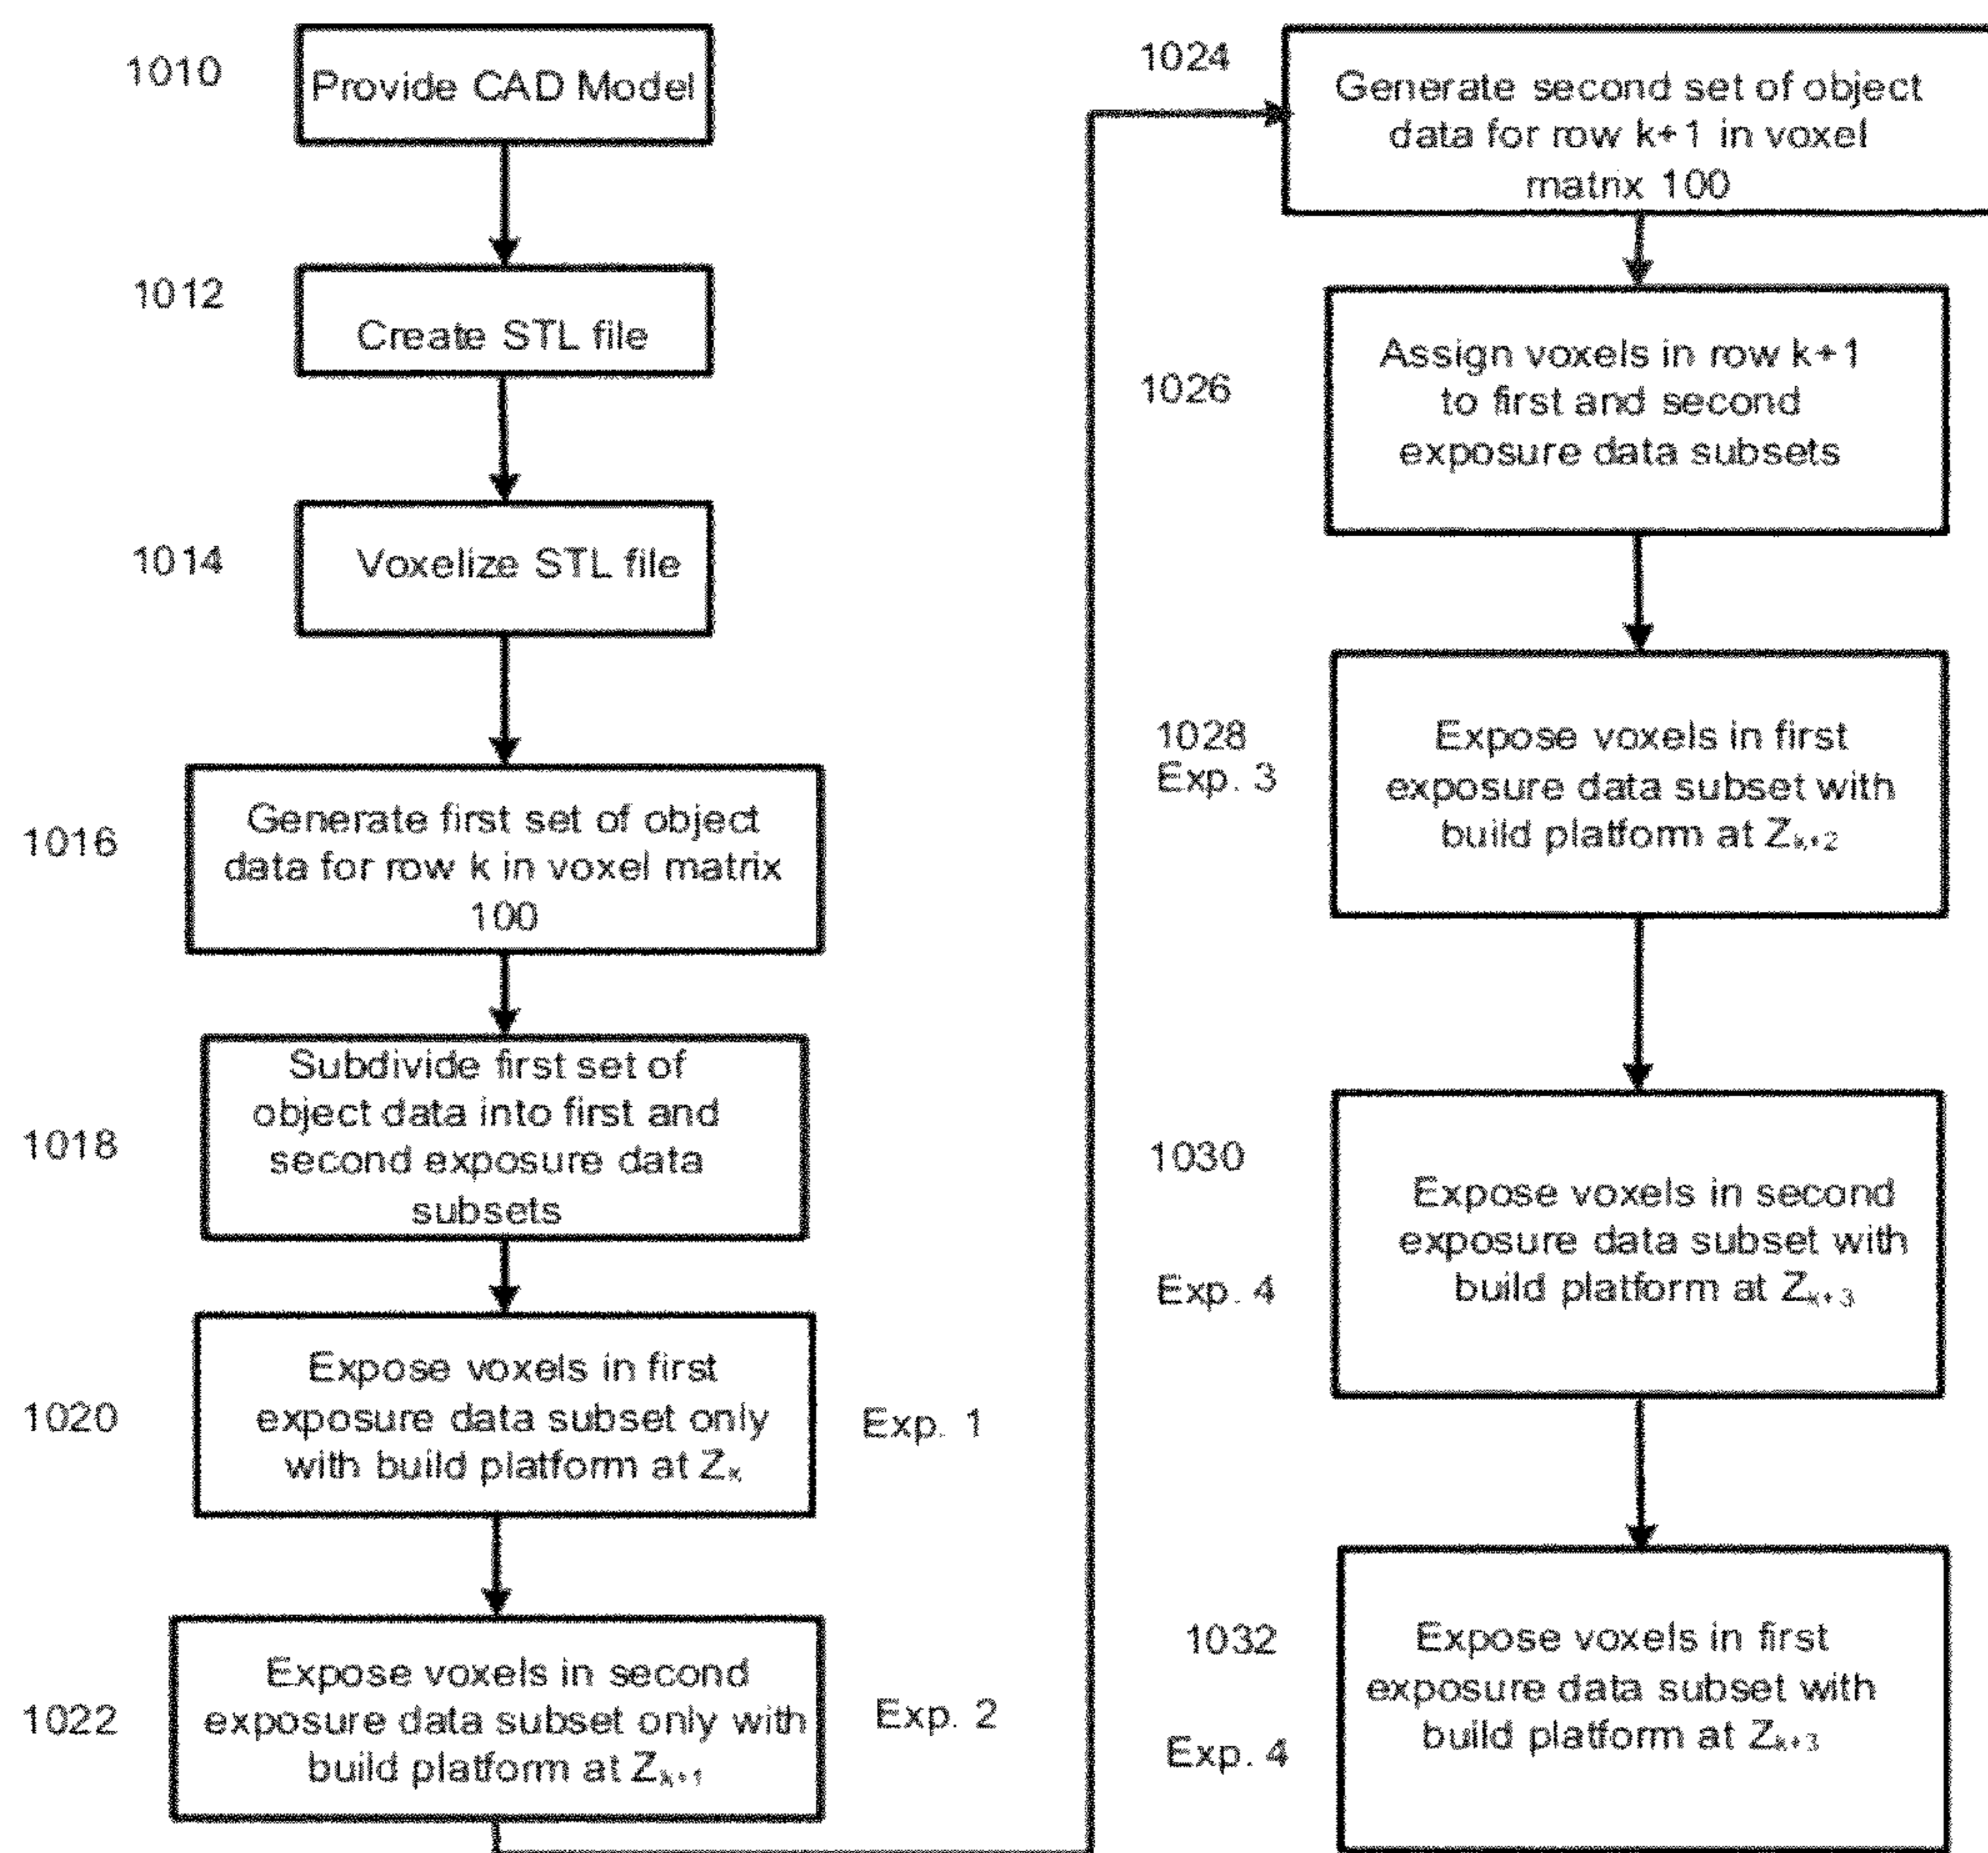 1010
Provide CAD Model
1012
Create STL file
1014
Voxelize STL file
1016
Generate first set of object
data for row k in voxel matrix
100
1018
Subdivide first set of
object data into first and
second exposure data
subsets
1020
Expose voxels in first
exposure data subset only
with build platform at Zk
Exp. 1
1022
Expose voxels in second
exposure data subset only with
build platform at Zk+1
Exp. 2
1024
Generate second set of object
data for row k+1 in voxel
matrix 100
1026
Assign voxels in row k+1
to first and second
exposure data subsets
1028
Exp. 3
Expose voxels in first
exposure data subset with
build platform at Zk+2
1030
Exp. 4
Expose voxels in second
exposure data subset with
build platform at Zk+3
1032
Exp. 4
Expose voxels in first
exposure data subset with
build platform at Zk+3